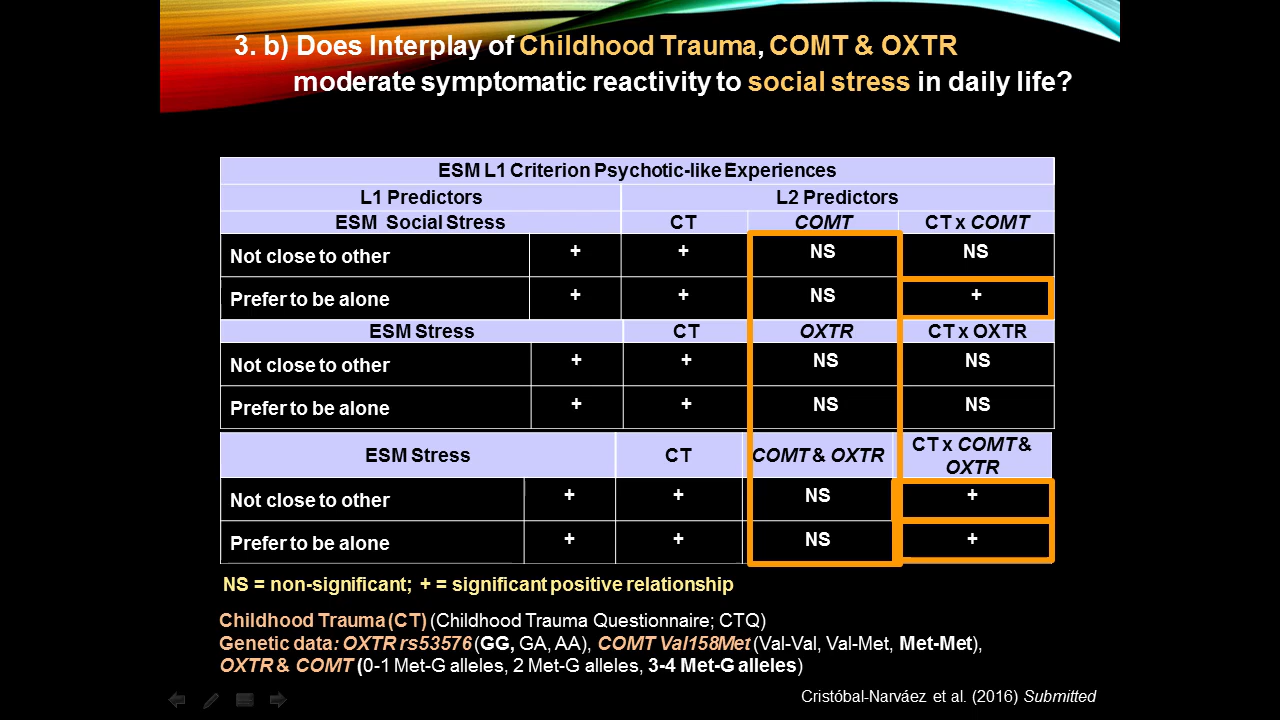 3. b) Does Interplay of Childhood Trauma, COMT & OXTR
moderate symptomatic reactivity to social stress in daily life?
ESM L1 Criterion Psychotic-like Experiences
L1 Predictors L2 Predictors
ESM Social Stress CT COMT CT x COMT
Not close to other + + NS NS
Prefer to be alone + + NS +
ESM Stress CT OXTR CT x OXTR
Not close to other + + NS NS
Prefer to be alone + + NS NS
ESM Stress CT COMT & OXTR CT x COMT &
OXTR
Not close to other + + NS +
Prefer to be alone + + NS +
NS = non-significant; + = significant positive relationship
Childhood Trauma (CT) (Childhood Trauma Questionnaire; CTQ)
Genetic data: OXTR rs53576 (GG, GA, AA), COMT Val158Met (Val-Val, Val-Met, Met-Met),
OXTR & COMT (0-1 Met-G alleles, 2 Met-G alleles, 3-4 Met-G alleles)
Cristóbal-Narváez et al. (2016) Submitted